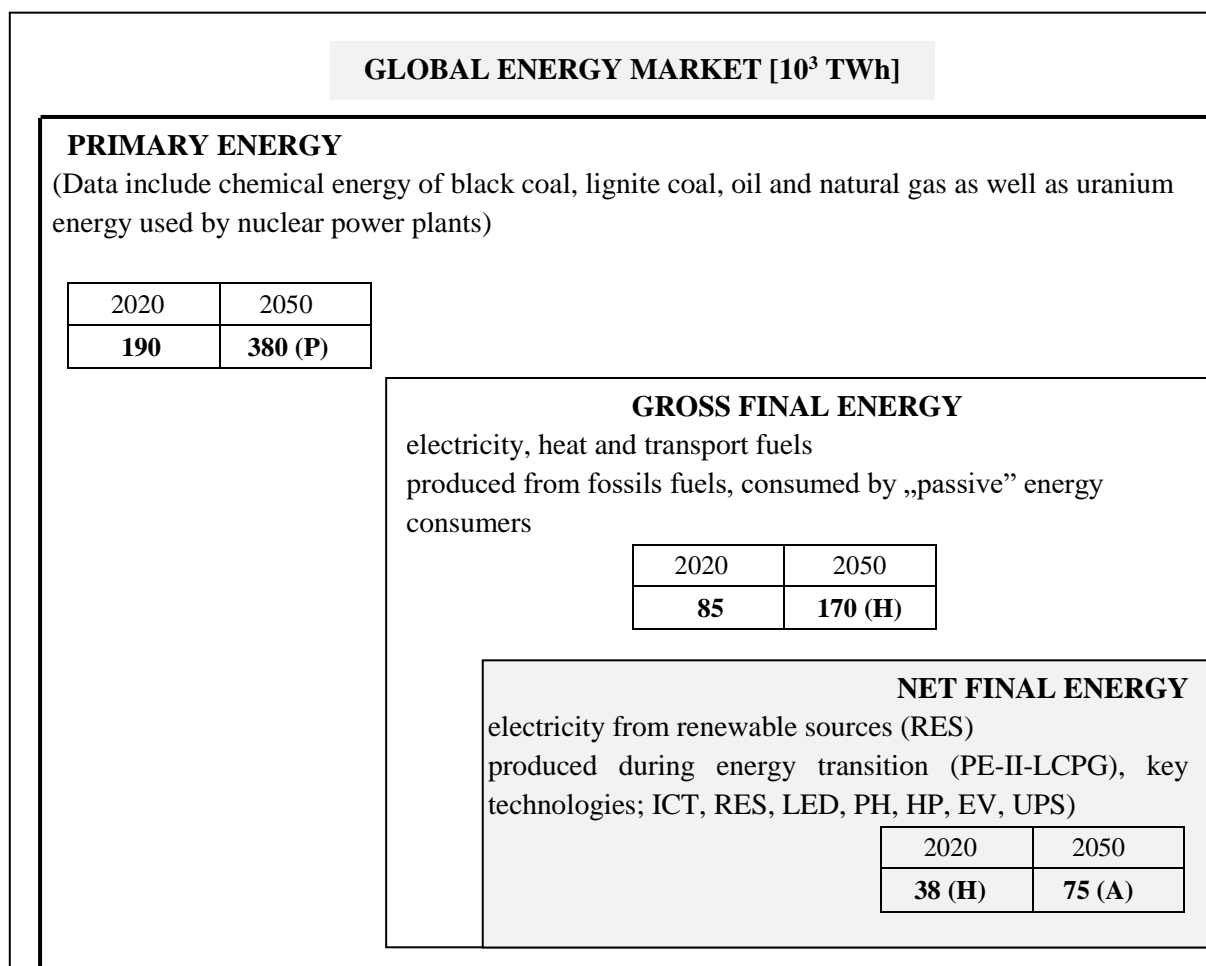 GLOBAL ENERGY MARKET [10³ TWh]
PRIMARY ENERGY
(Data include chemical energy of black coal, lignite coal, oil and natural gas as well as uranium
energy used by nuclear power plants)
2020 2050
190 380 (P)
GROSS FINAL ENERGY
electricity, heat and transport fuels
produced from fossils fuels, consumed by „passive” energy
consumers
2020 2050
85 170 (H)
NET FINAL ENERGY
electricity from renewable sources (RES)
produced during energy transition (PE-II-LCPG), key
technologies; ICT, RES, LED, PH, HP, EV, UPS)
2020 2050
38 (H) 75 (A)